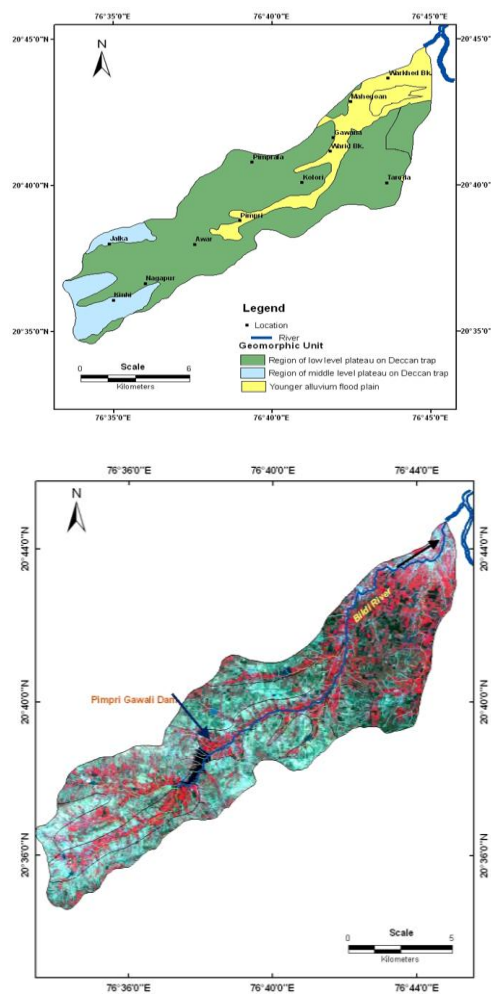 76°35'0"E 76°40'0"E 76°45'0"E
20°45'0"N 20°45'0"N
N
Warkhed Bk.
Mahegoan
Gawana
Warid Bk.
Pimprala
20°40'0"N 20°40'0"N
Kolori
Pimpri
Jalka
Awar
Nagapur
Kinhi
Legend
Location
River
20°35'0"N 20°35'0"N
Geomorphic Unit
Scale
Region of low level plateau on Deccan trap
0 6
Region of middle level plateau on Deccan trap
Kilometers
Younger alluvium flood plain
76°35'0"E 76°40'0"E 76°45'0"E
76°36'0"E 76°40'0"E 76°44'0"E
N
20°44'0"N 20°44'0"N
Bildi River
Pimpri Gawali Dam
20°40'0"N 20°40'0"N
20°36'0"N 20°36'0"N
Scale
0 5
Kilometers
76°36'0"E 76°40'0"E 76°44'0"E